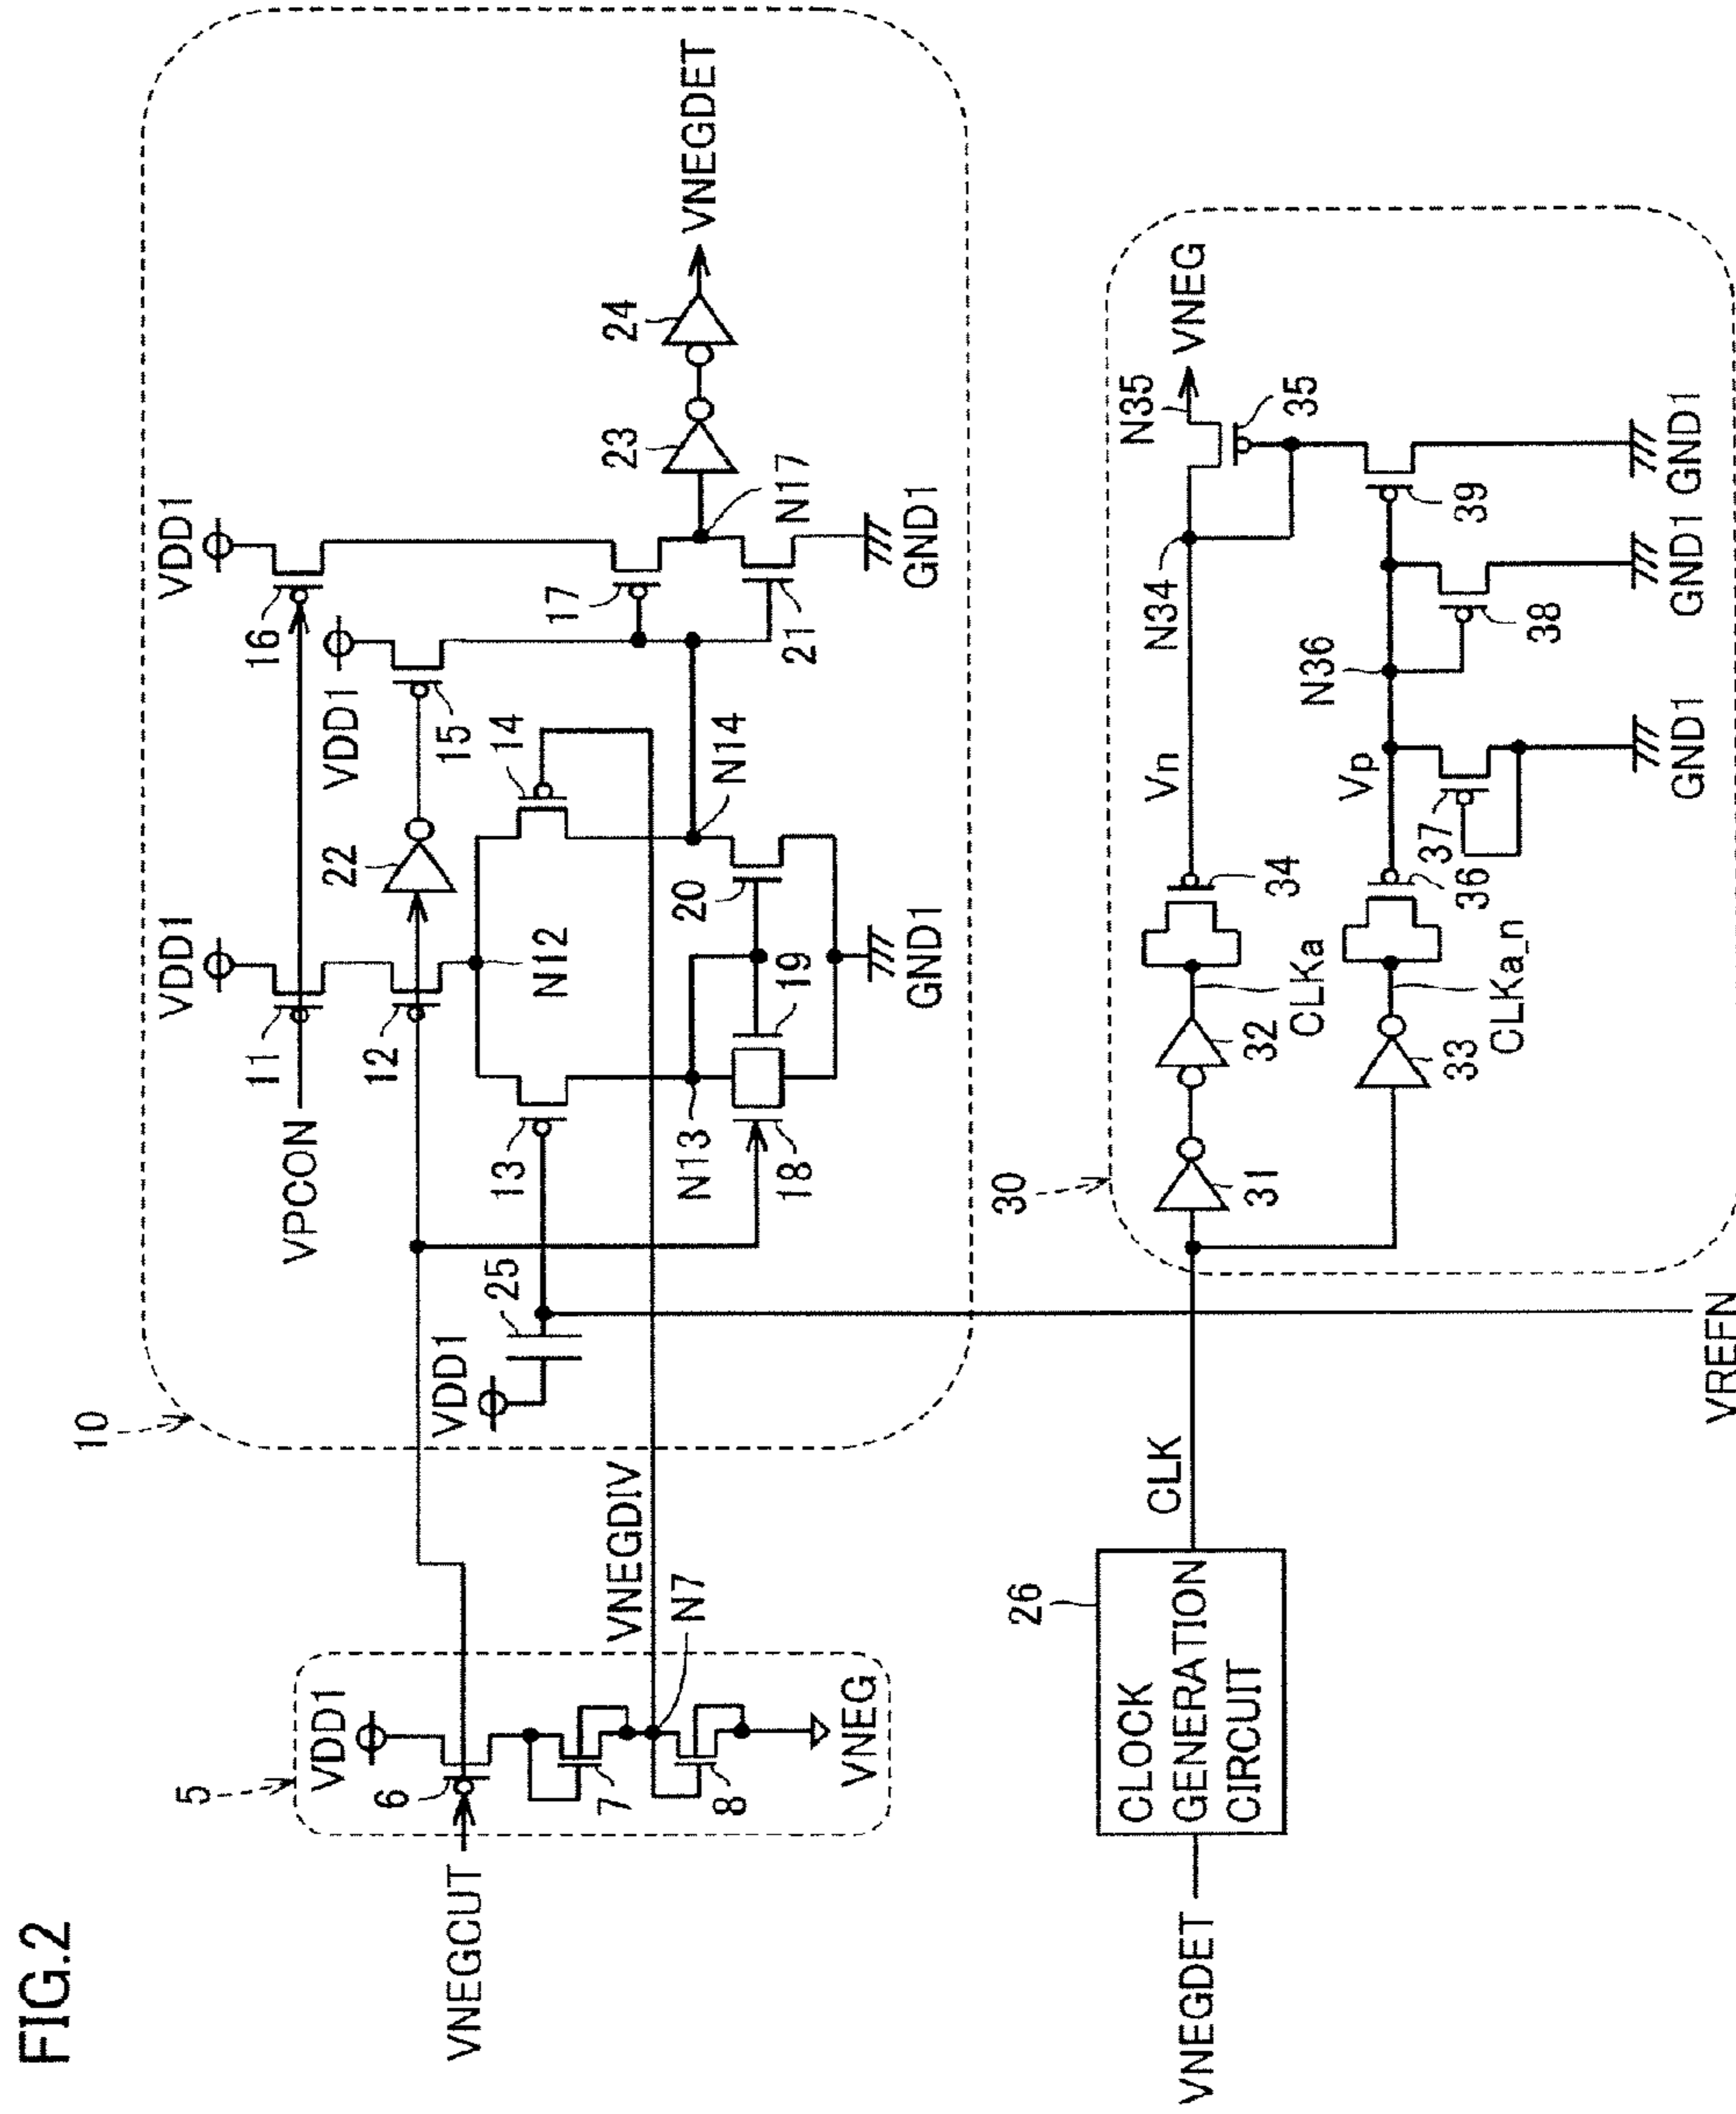 FIG.2
10
VDD1
VDD1
11
16
VPCON
VDD1
12
22
15
VDD1
5
VDD1
25
13
14
17
N12
VNEGCUT
6
7
8
VNEGDIV
N7
N13
N14
23
24
VNEGDET
18
19
20
21
N17
VNEG
GND1
GND1
30
26
CLK
31
32
CLKa
34
Vn
N34
N35
VNEG
35
VNEGDET
CLOCK
GENERATION
CIRCUIT
33
CLKa_n
36
37
Vp
N36
38
39
GND1
GND1
GND1
VREFN